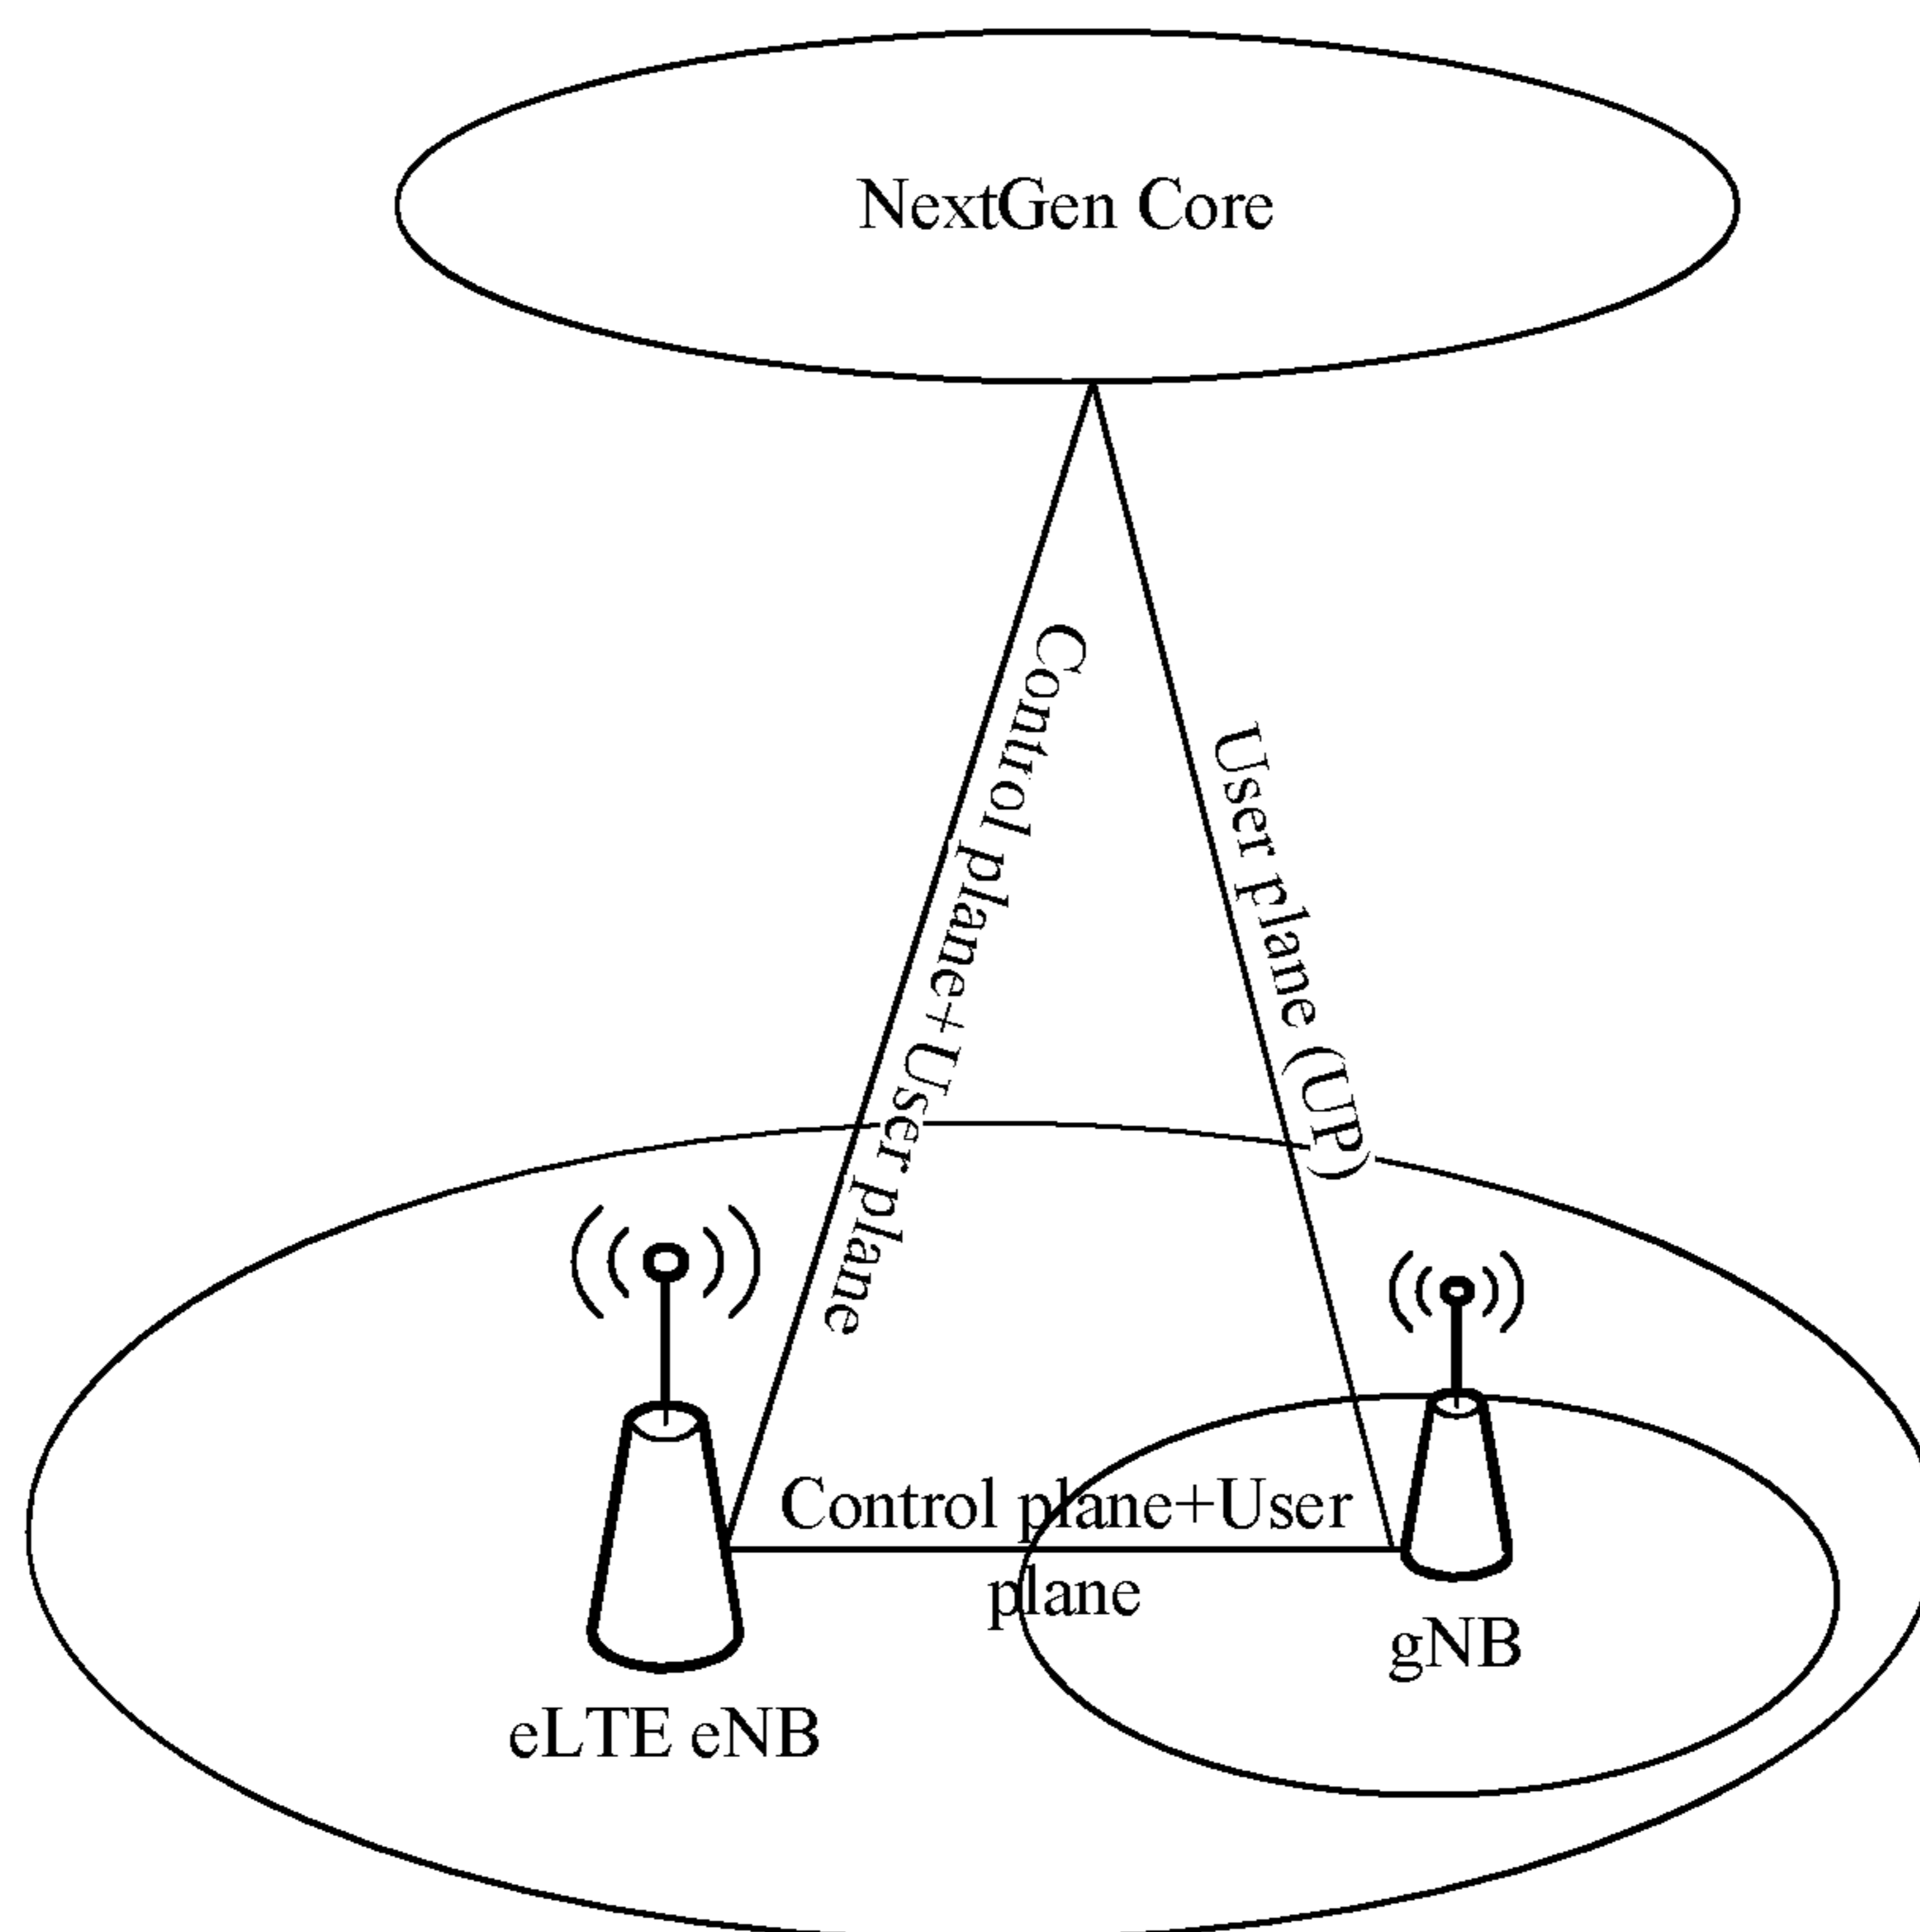 NextGen Core
Control plane+User plane
User Plane (UP)
Control plane+User
plane
gNB
eLTE eNB